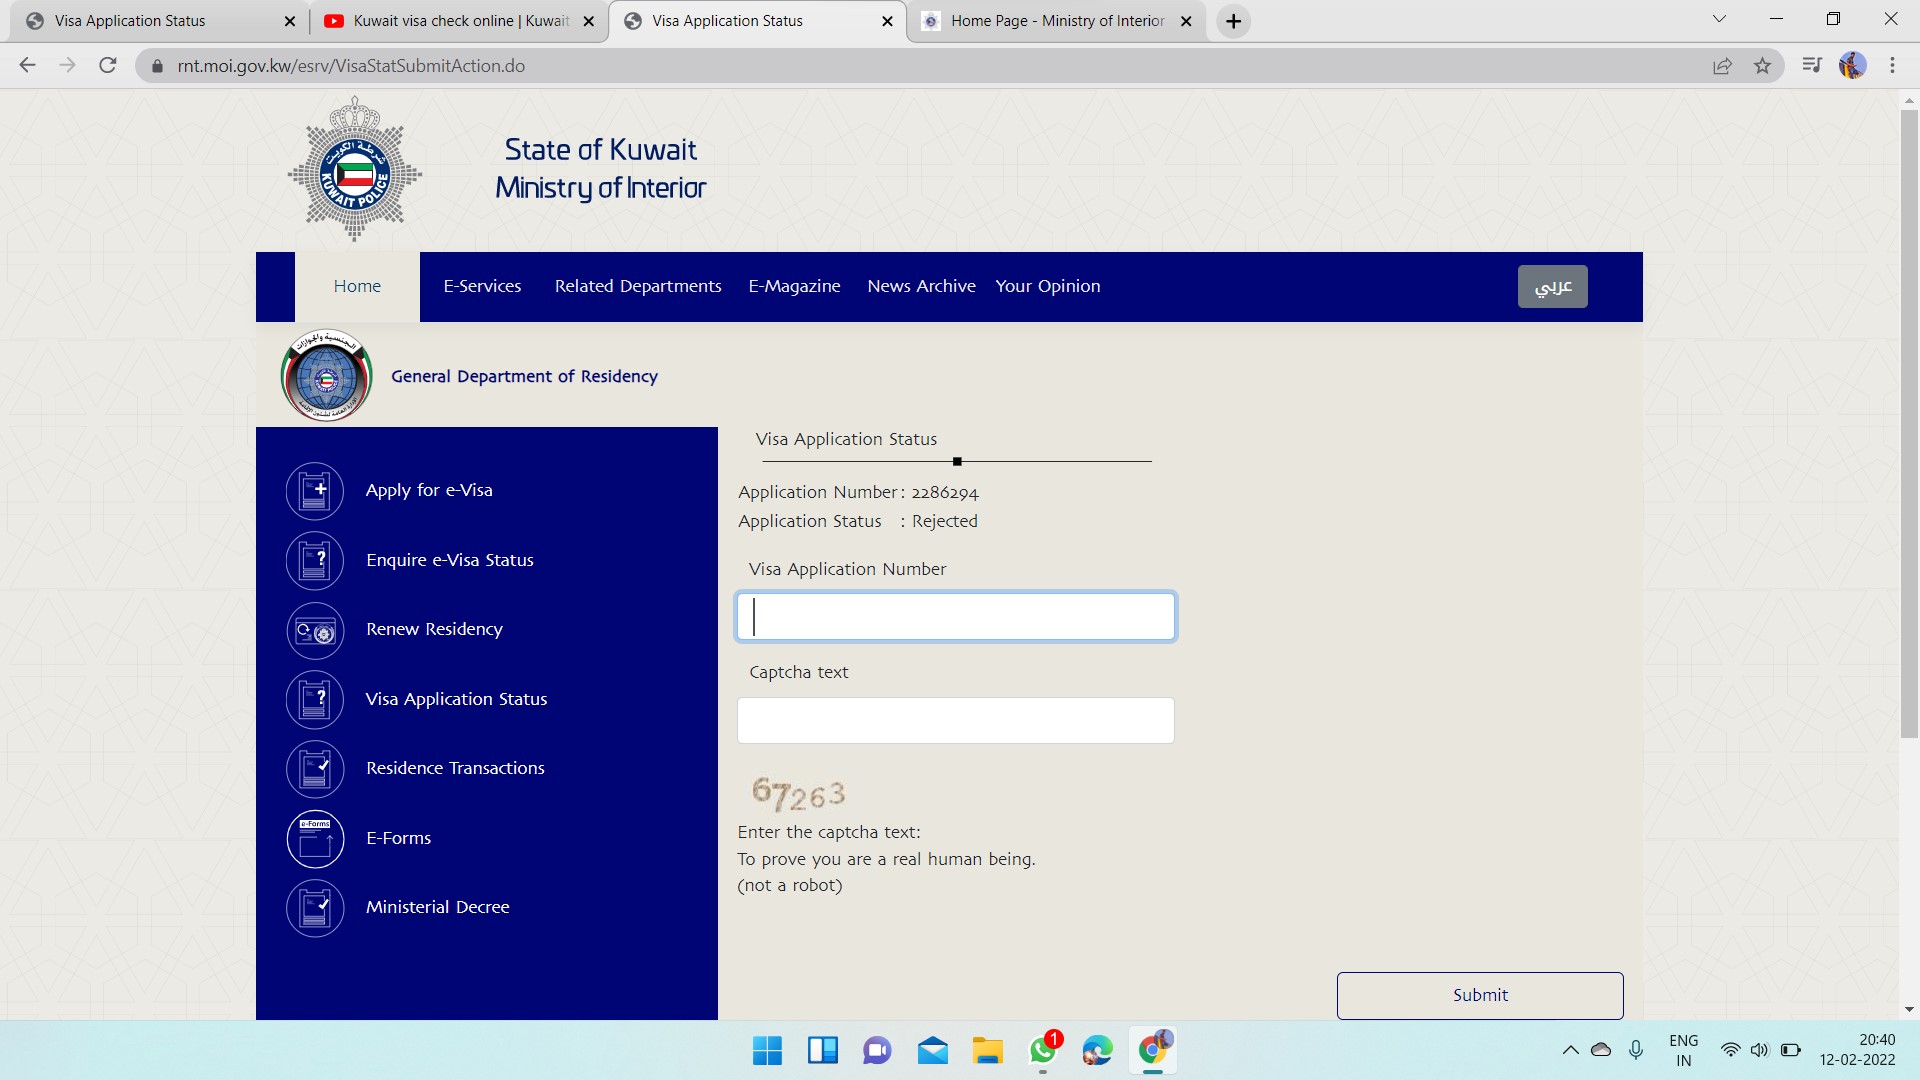 Visa Application Status
Kuwait visa check online | Kuwait
Visa Application Status
Home Page - Ministry of Interior
rnt.moi.gov.kw/esrv/VisaStatSubmitAction.do
شرطة الكويت
KUWAIT POLICE
State of Kuwait
Ministry of Interior
Home
E-Services
Related Departments
E-Magazine
News Archive
Your Opinion
عربي
General Department of Residency
Apply for e-Visa
Enquire e-Visa Status
Renew Residency
Visa Application Status
Residence Transactions
e-Forms
E-Forms
Ministerial Decree
Visa Application Status
Application Number : 2286294
Application Status : Rejected
Visa Application Number
Captcha text
67263
Enter the captcha text:
To prove you are a real human being.
(not a robot)
Submit
1
ENG
IN
20:40
12-02-2022